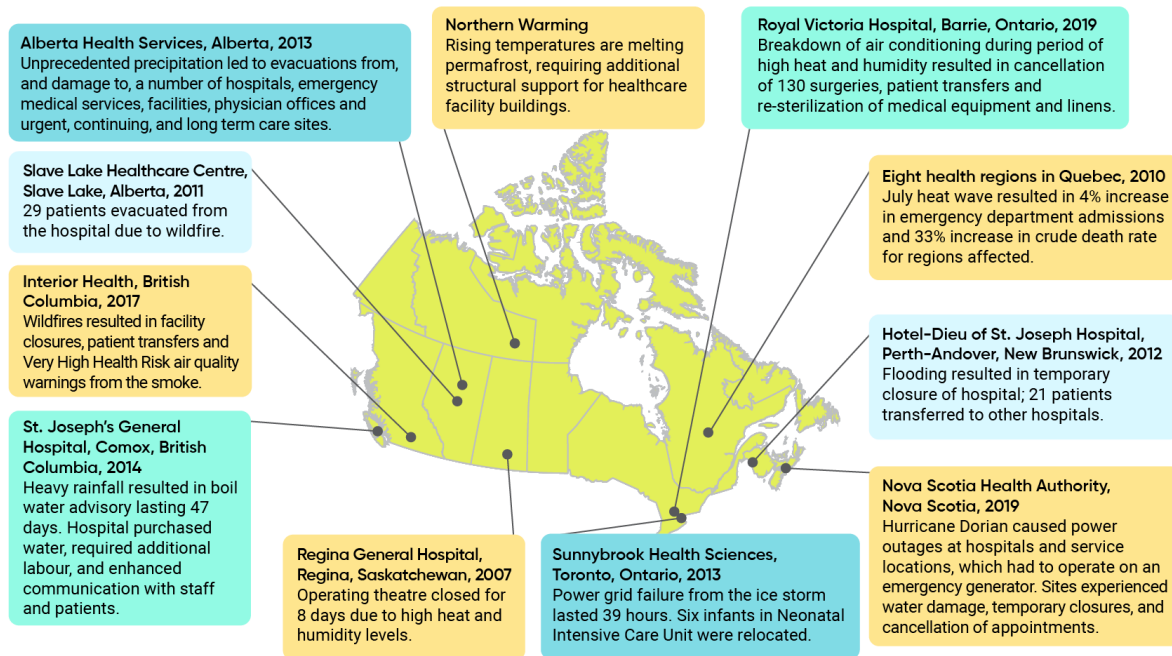 Alberta Health Services, Alberta, 2013
Unprecedented precipitation led to evacuations from,
and damage to, a number of hospitals, emergency
medical services, facilities, physician offices and
urgent, continuing, and long term care sites.
Northern Warming
Rising temperatures are melting
permafrost, requiring additional
structural support for healthcare
facility buildings.
Royal Victoria Hospital, Barrie, Ontario, 2019
Breakdown of air conditioning during period of
high heat and humidity resulted in cancellation
of 130 surgeries, patient transfers and
re-sterilization of medical equipment and linens.
Slave Lake Healthcare Centre,
Slave Lake, Alberta, 2011
29 patients evacuated from
the hospital due to wildfire.
Eight health regions in Quebec, 2010
July heat wave resulted in 4% increase
in emergency department admissions
and 33% increase in crude death rate
for regions affected.
Interior Health, British
Columbia, 2017
Wildfires resulted in facility
closures, patient transfers and
Very High Health Risk air quality
warnings from the smoke.
Hotel-Dieu of St. Joseph Hospital,
Perth-Andover, New Brunswick, 2012
Flooding resulted in temporary
closure of hospital; 21 patients
transferred to other hospitals.
St. Joseph's General
Hospital, Comox, British
Columbia, 2014
Heavy rainfall resulted in boil
water advisory lasting 47
days. Hospital purchased
water, required additional
labour, and enhanced
communication with staff
and patients.
Regina General Hospital,
Regina, Saskatchewan, 2007
Operating theatre closed for
8 days due to high heat and
humidity levels.
Sunnybrook Health Sciences,
Toronto, Ontario, 2013
Power grid failure from the ice storm
lasted 39 hours. Six infants in Neonatal
Intensive Care Unit were relocated.
Nova Scotia Health Authority,
Nova Scotia, 2019
Hurricane Dorian caused power
outages at hospitals and service
locations, which had to operate on an
emergency generator. Sites experienced
water damage, temporary closures, and
cancellation of appointments.